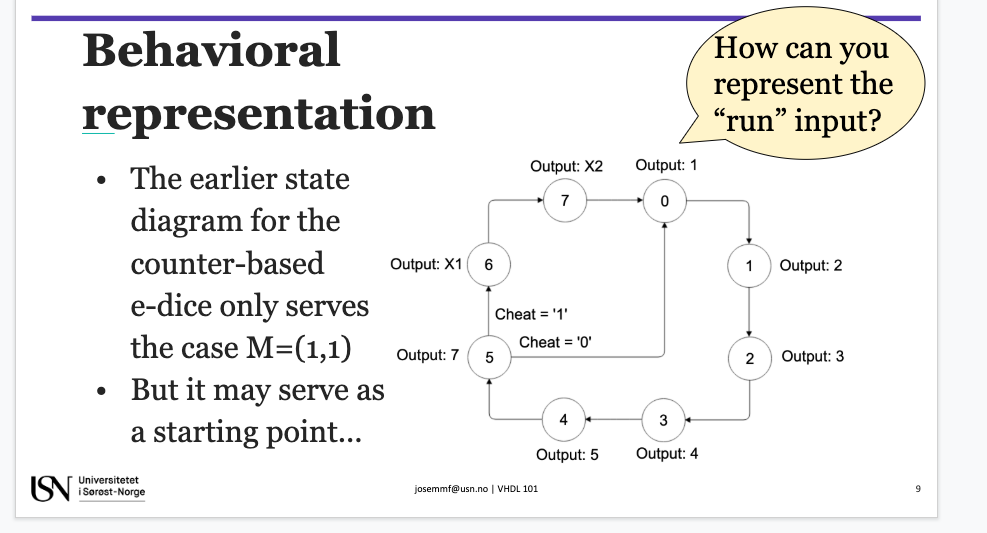 Behavioral
representation
How can you
represent the
“run” input?
• The earlier state
diagram for the
counter-based
e-dice only serves
the case M=(1,1)
• But it may serve as
a starting point…
Output: X2
Output: 1
7
0
Output: X1
6
1
Output: 2
Cheat = '1'
Cheat = '0'
Output: 7
5
2
Output: 3
4
3
Output: 5
Output: 4
USN Universitetet
i Sørøst-Norge
josemmf@usn.no | VHDL 101
9